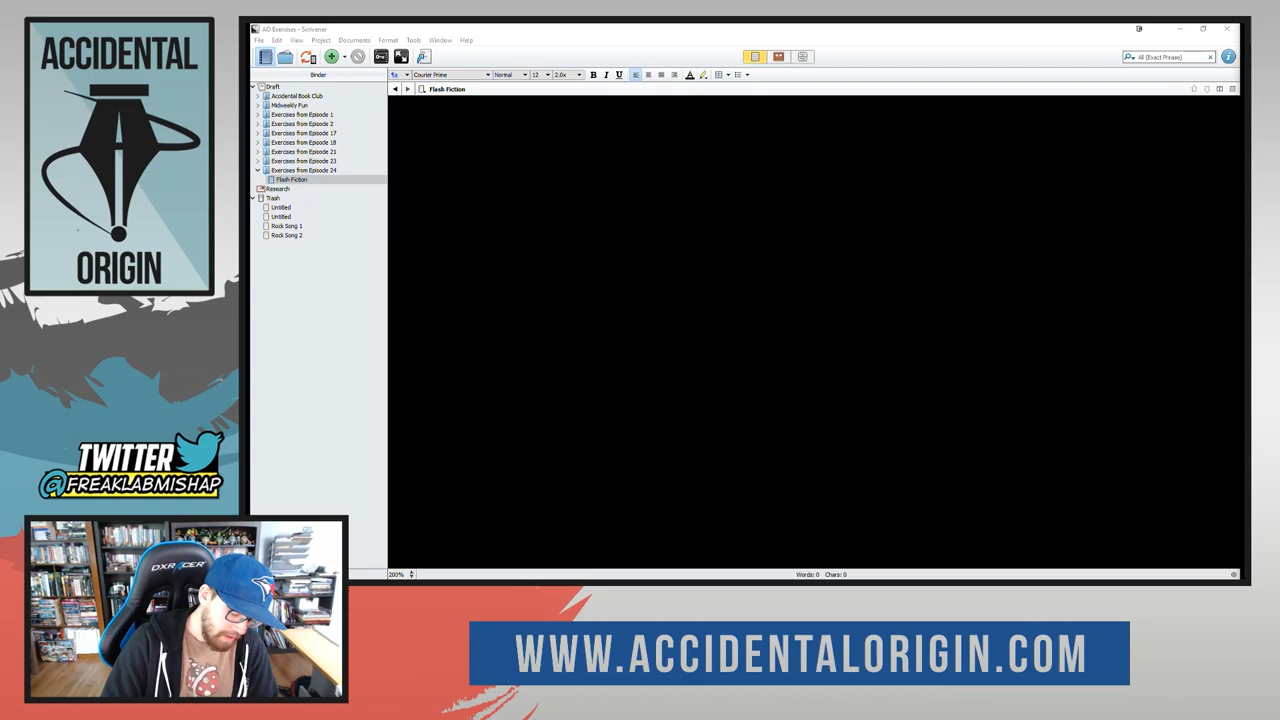 ACCIDENTAL
ORIGIN
TWITTER
@FREAKLABMISHAP
DXRACER
AO Exercises - Scrivener
File Edit View Project Documents Format Tools Window Help
All (Exact Phrase)
Binder
Courier Prime Normal 12 2.0x B I U A
Flash Fiction
Draft
Accidental Book Club
Midweekly Fun
Exercises from Episode 1
Exercises from Episode 2
Exercises from Episode 17
Exercises from Episode 18
Exercises from Episode 21
Exercises from Episode 23
Exercises from Episode 24
Flash Fiction
Research
Trash
Untitled
Untitled
Rock Song 1
Rock Song 2
200% Words: 0 Chars: 0
WWW.ACCIDENTALORIGIN.COM